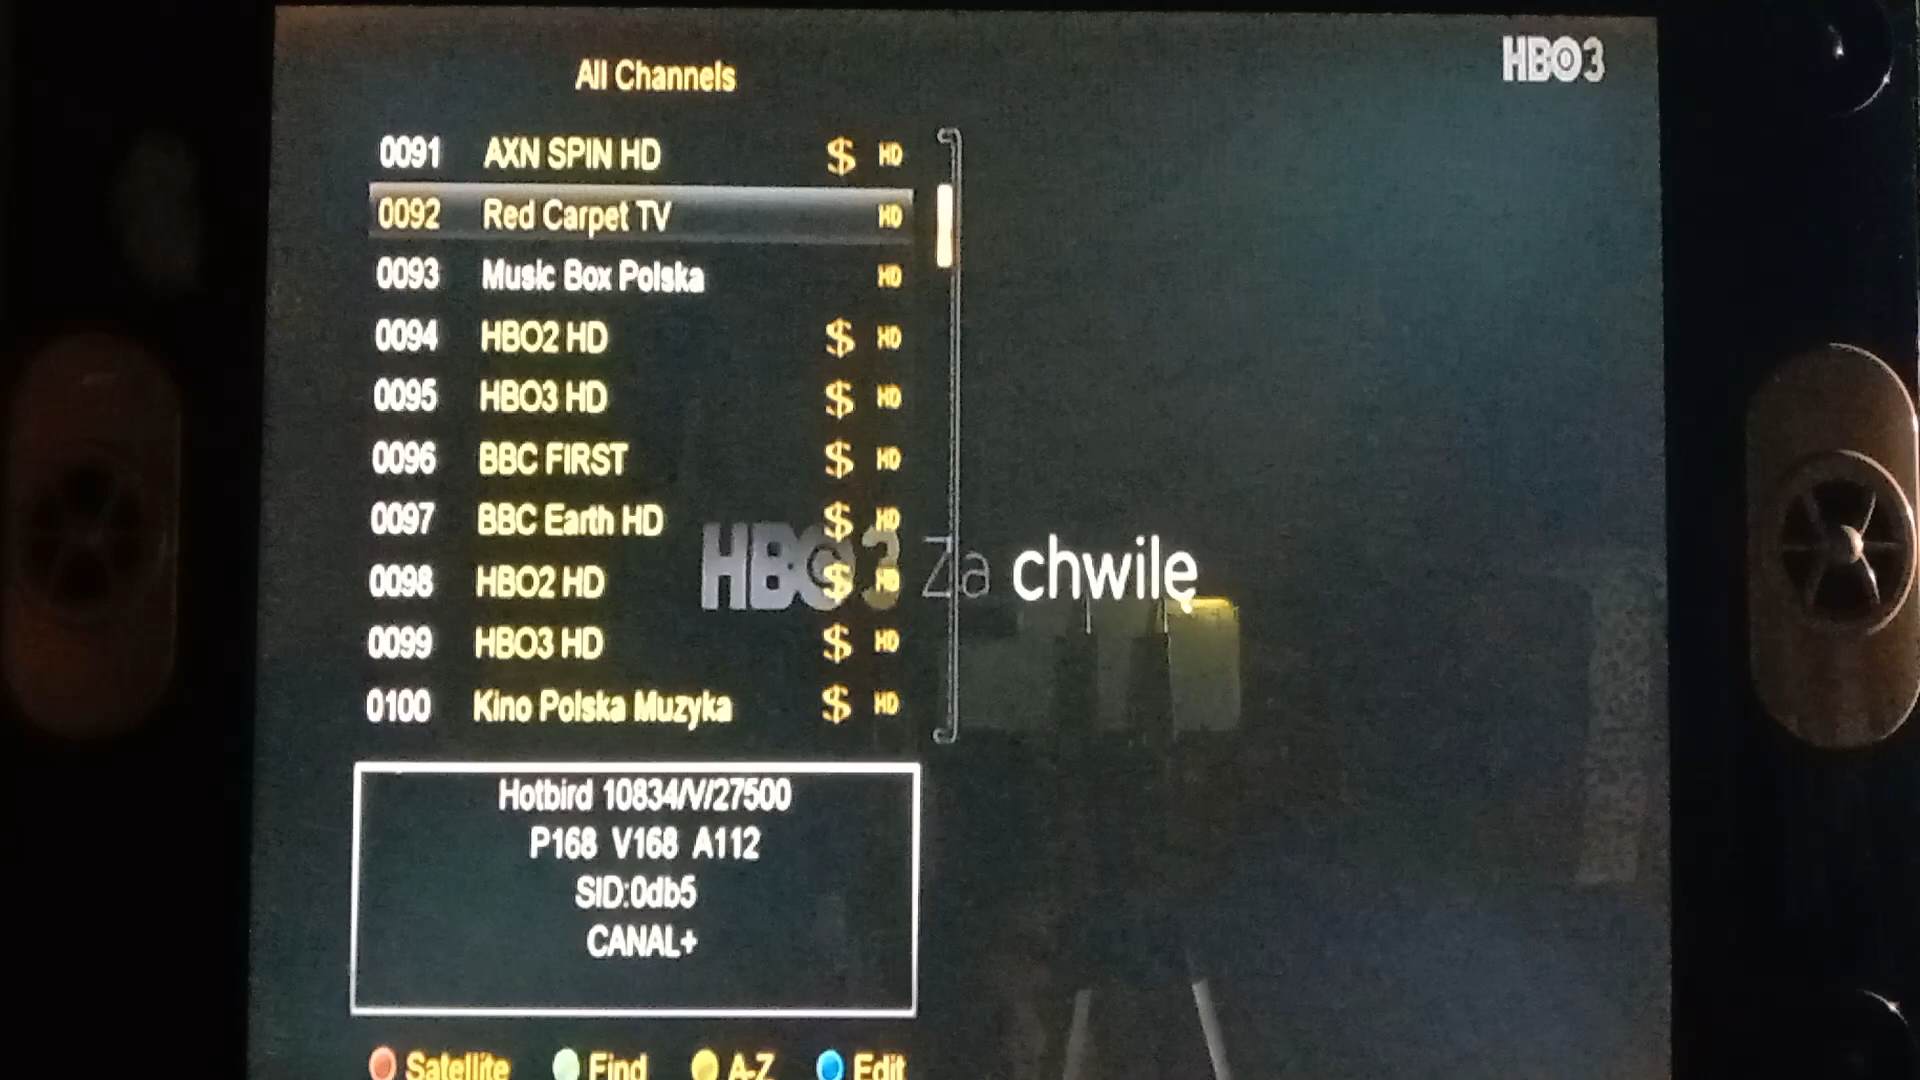 HBO3
All Channels
0091 AXN SPIN HD $ HD
0092 Red Carpet TV HD
0093 Music Box Polska HD
0094 HBO2 HD $ HD
0095 HBO3 HD $ HD
0096 BBC FIRST $ HD
0097 BBC Earth HD $ HD
HBO3 Za chwilę
0098 HBO2 HD $ HD
0099 HBO3 HD $ HD
0100 Kino Polska Muzyka $ HD
Hotbird 10834/V/27500
P168 V168 A112
SID:0db5
CANAL+
Satellite Find A-Z Edit